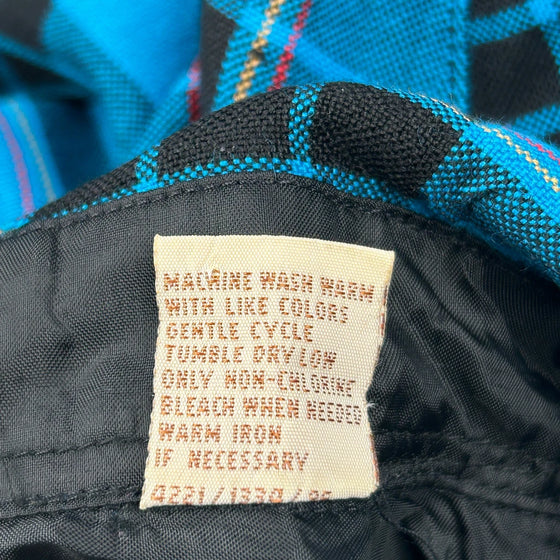 MACHINE WASH WARM
WITH LIKE COLORS
GENTLE CYCLE
TUMBLE DRY LOW
ONLY NON-CHLORINE
BLEACH WHEN NEEDED
WARM IRON
IF NECESSARY